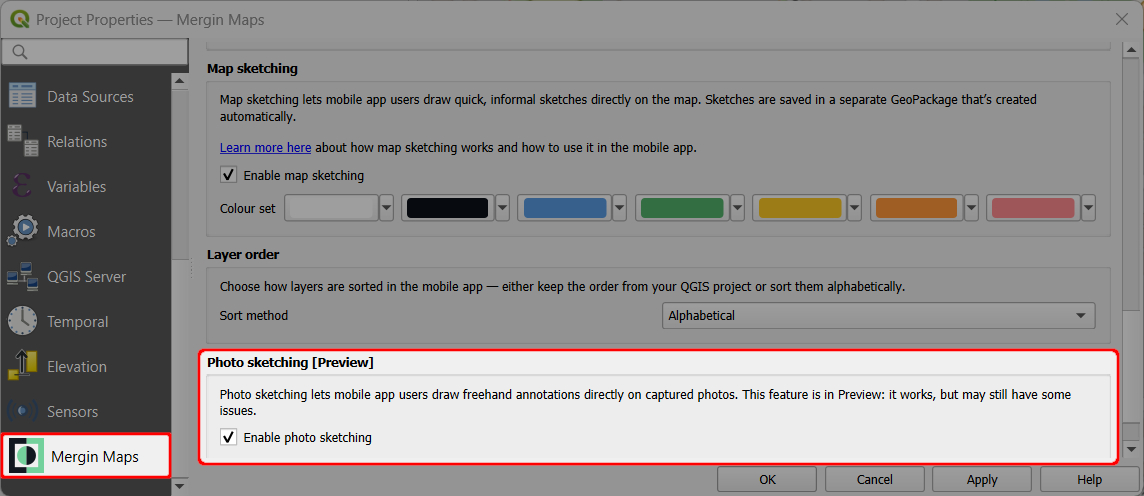 Project Properties — Mergin Maps
Data Sources
Relations
Variables
Macros
QGIS Server
Temporal
Elevation
Sensors
Mergin Maps
Map sketching
Map sketching lets mobile app users draw quick, informal sketches directly on the map. Sketches are saved in a separate GeoPackage that's created
automatically.
Learn more here about how map sketching works and how to use it in the mobile app.
Enable map sketching
Colour set
Layer order
Choose how layers are sorted in the mobile app — either keep the order from your QGIS project or sort them alphabetically.
Sort method Alphabetical
Photo sketching [Preview]
Photo sketching lets mobile app users draw freehand annotations directly on captured photos. This feature is in Preview: it works, but may still have some
issues.
Enable photo sketching
OK Cancel Apply Help